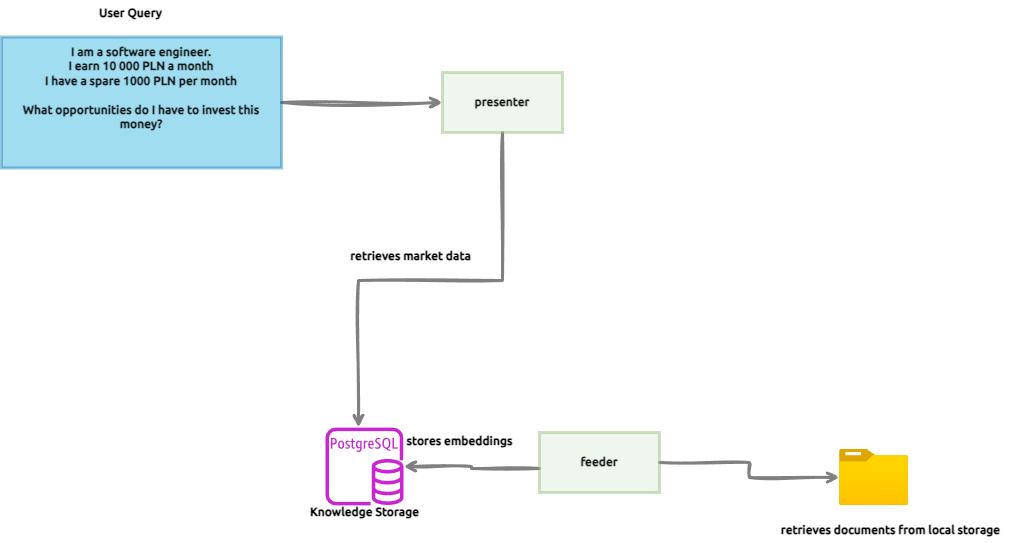 User Query
I am a software engineer.
I earn 10 000 PLN a month
I have a spare 1000 PLN per month
What opportunities do I have to invest this
money?
presenter
retrieves market data
PostgreSQL
stores embeddings
feeder
Knowledge Storage
retrieves documents from local storage